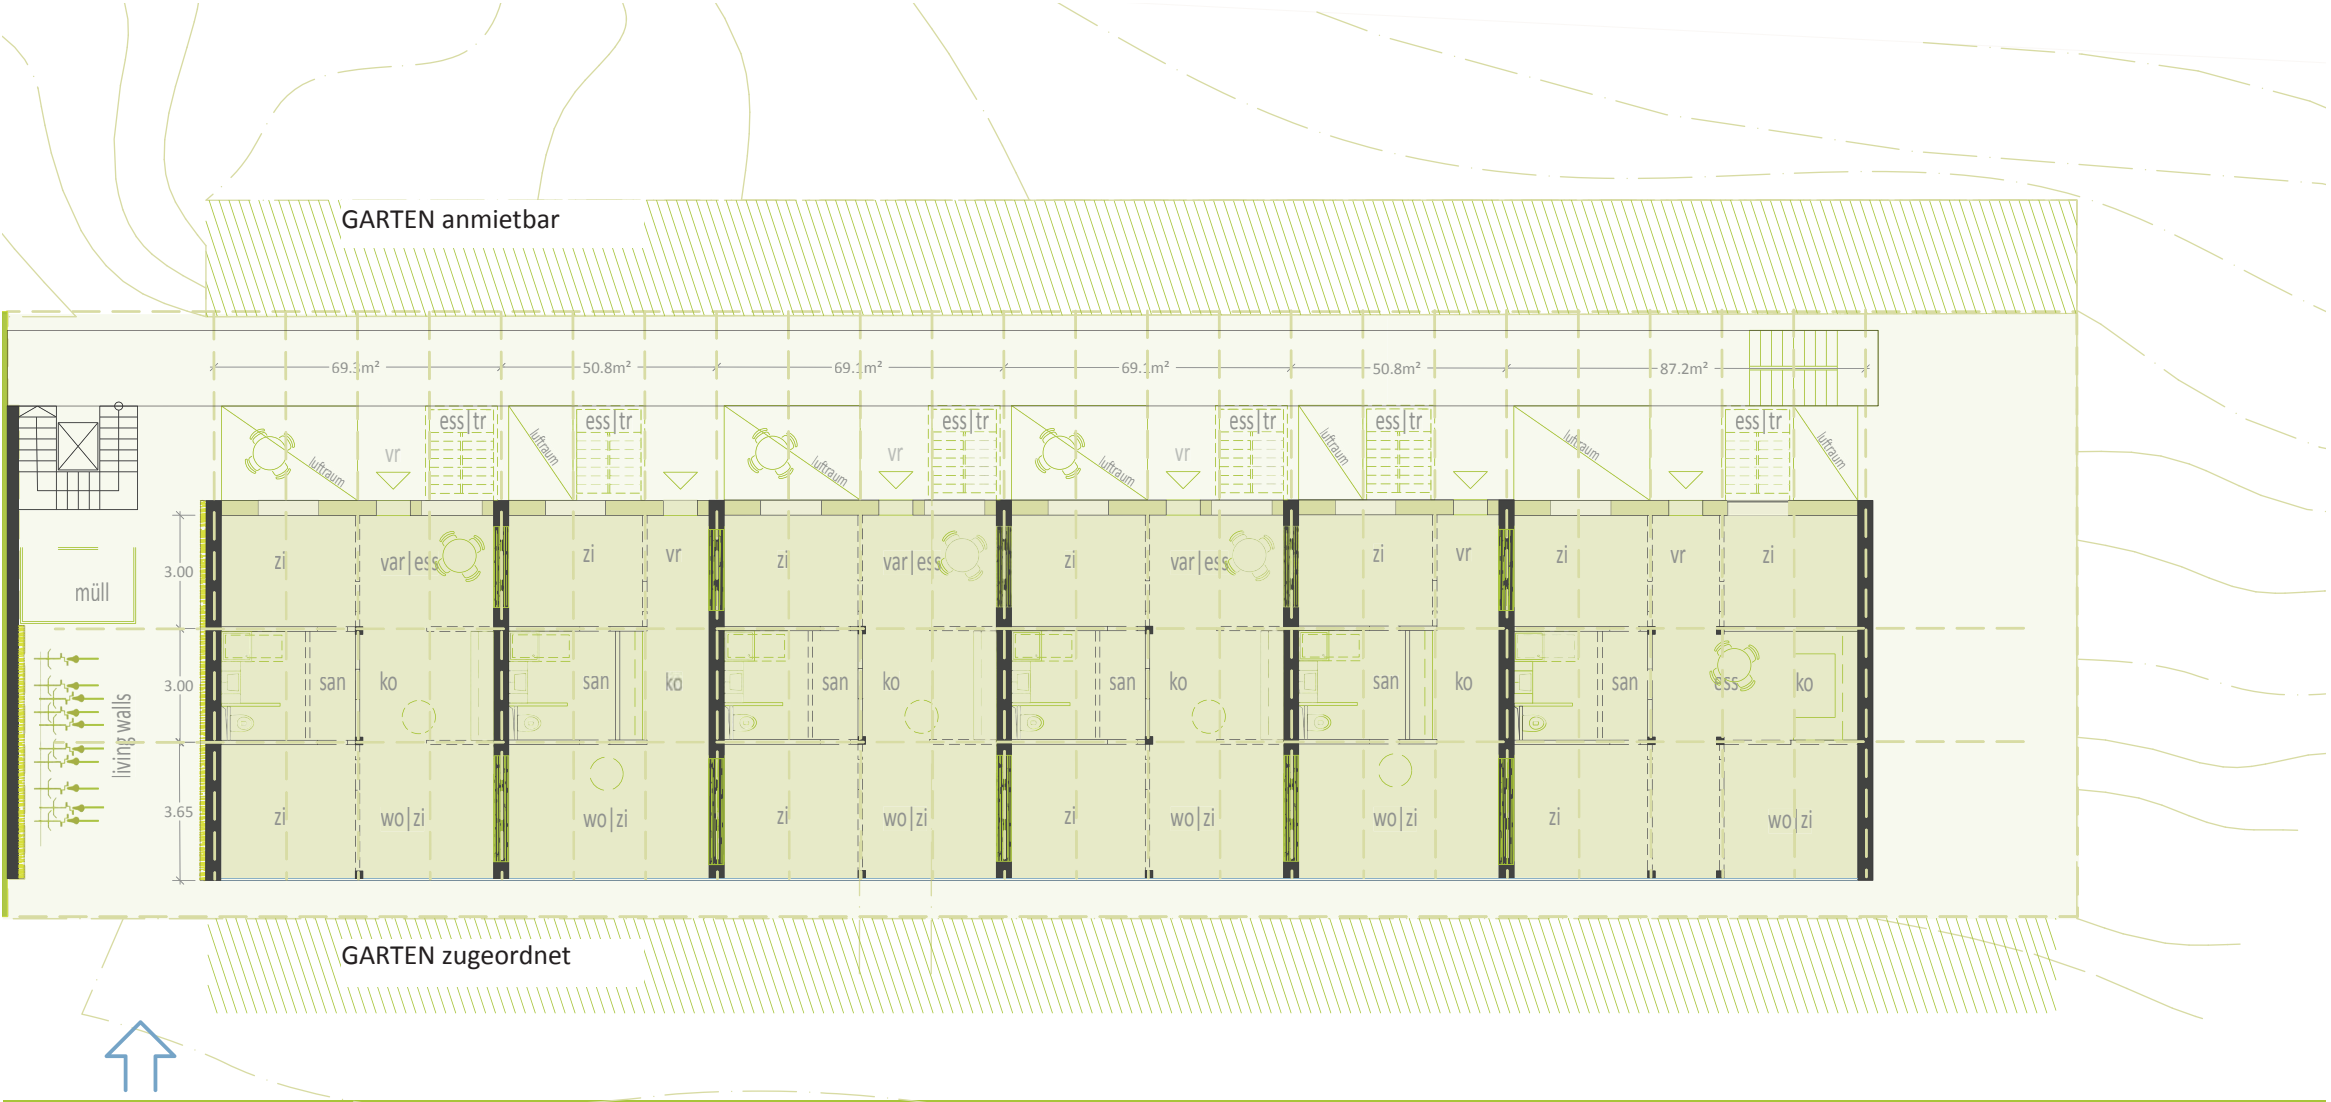 GARTEN anmietbar
69.3m² 50.8m² 69.1m² 69.1m² 50.8m² 87.2m²
ess|tr ess|tr ess|tr ess|tr ess|tr ess|tr
vr vr vr
luftraum luftraum luftraum luftraum luftraum luftraum luftraum
zi var|ess zi vr zi var|ess zi var|ess zi vr zi vr zi
3.00
müll
3.00
san ko san ko san ko san ko san ko san ess ko
living walls
3.65
zi wo|zi wo|zi zi wo|zi zi wo|zi wo|zi zi wo|zi
GARTEN zugeordnet